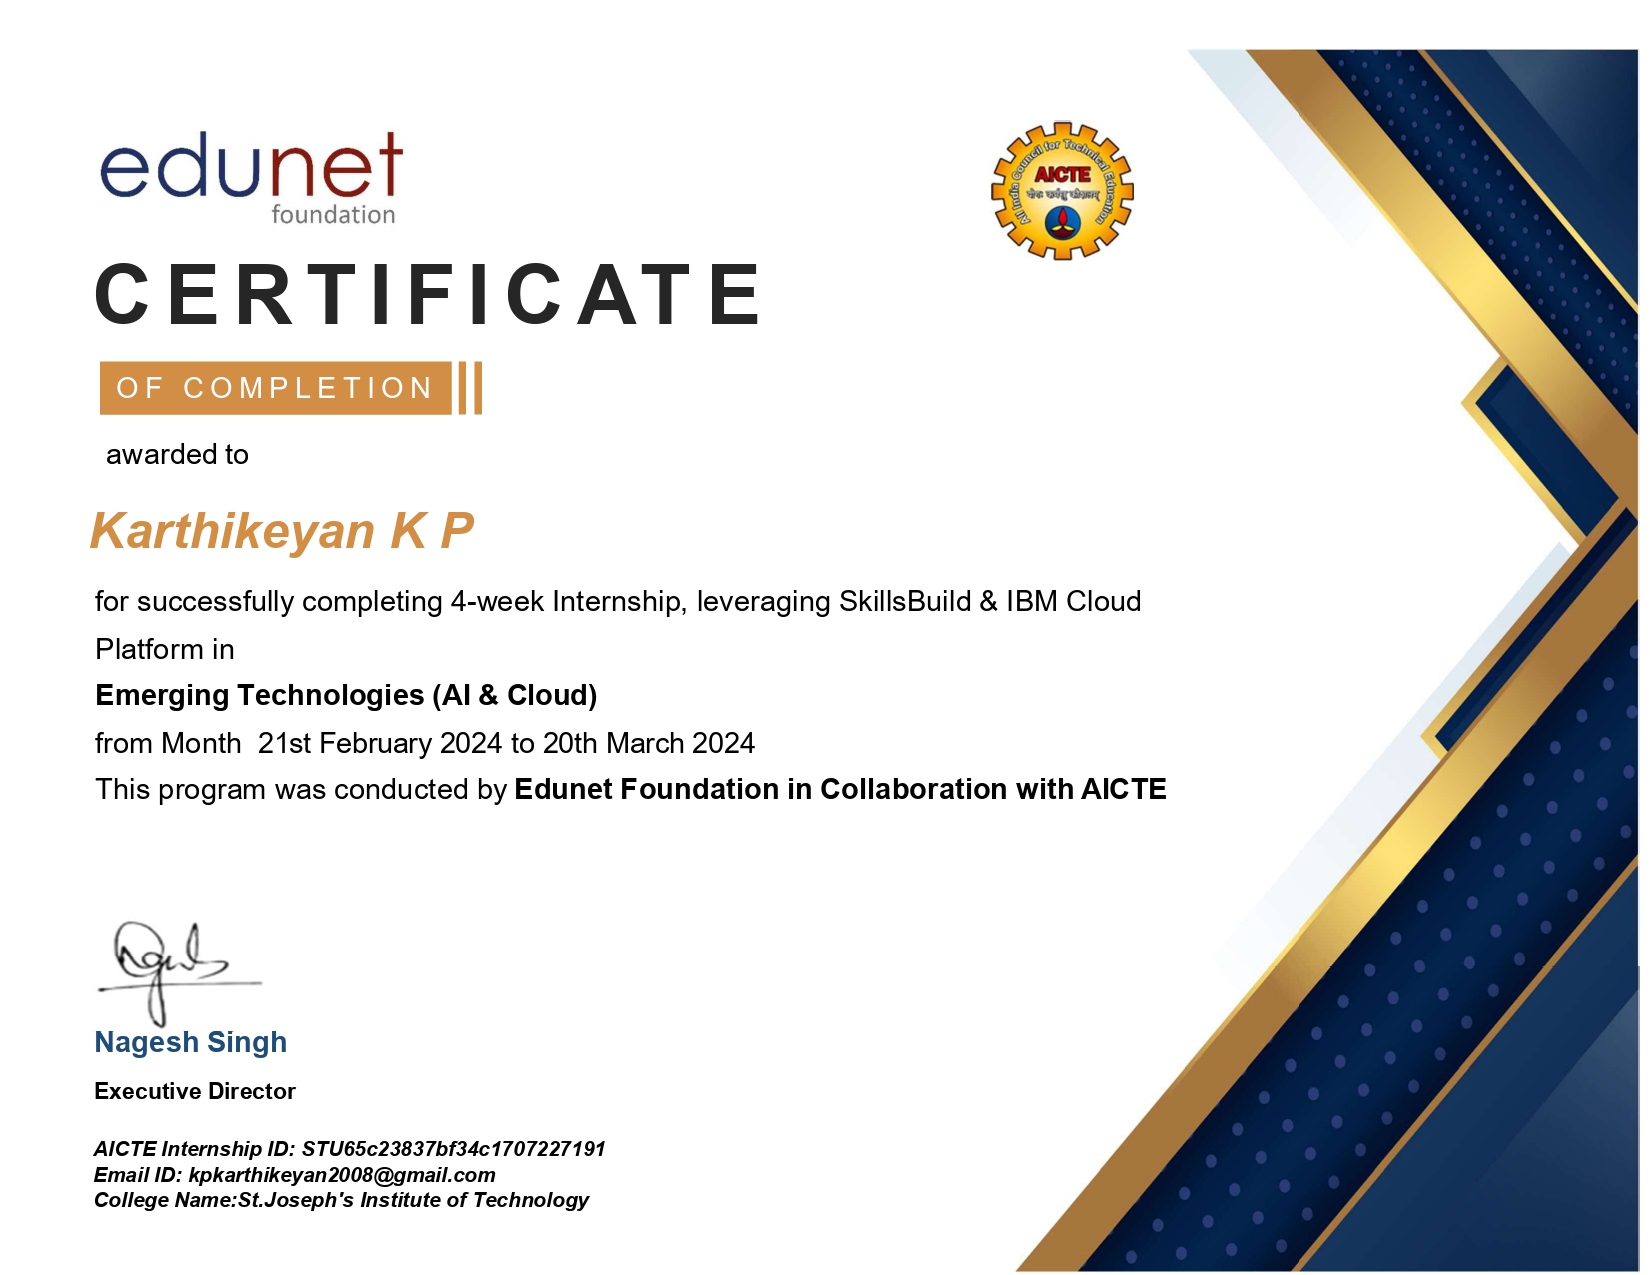 edunet
foundation
All India Council for Technical Education
AICTE
CERTIFICATE
OF COMPLETION
awarded to
Karthikeyan K P
for successfully completing 4-week Internship, leveraging SkillsBuild & IBM Cloud
Platform in
Emerging Technologies (AI & Cloud)
from Month  21st February 2024 to 20th March 2024
This program was conducted by Edunet Foundation in Collaboration with AICTE
Nagesh Singh
Executive Director
AICTE Internship ID: STU65c23837bf34c1707227191
Email ID: kpkarthikeyan2008@gmail.com
College Name:St.Joseph's Institute of Technology